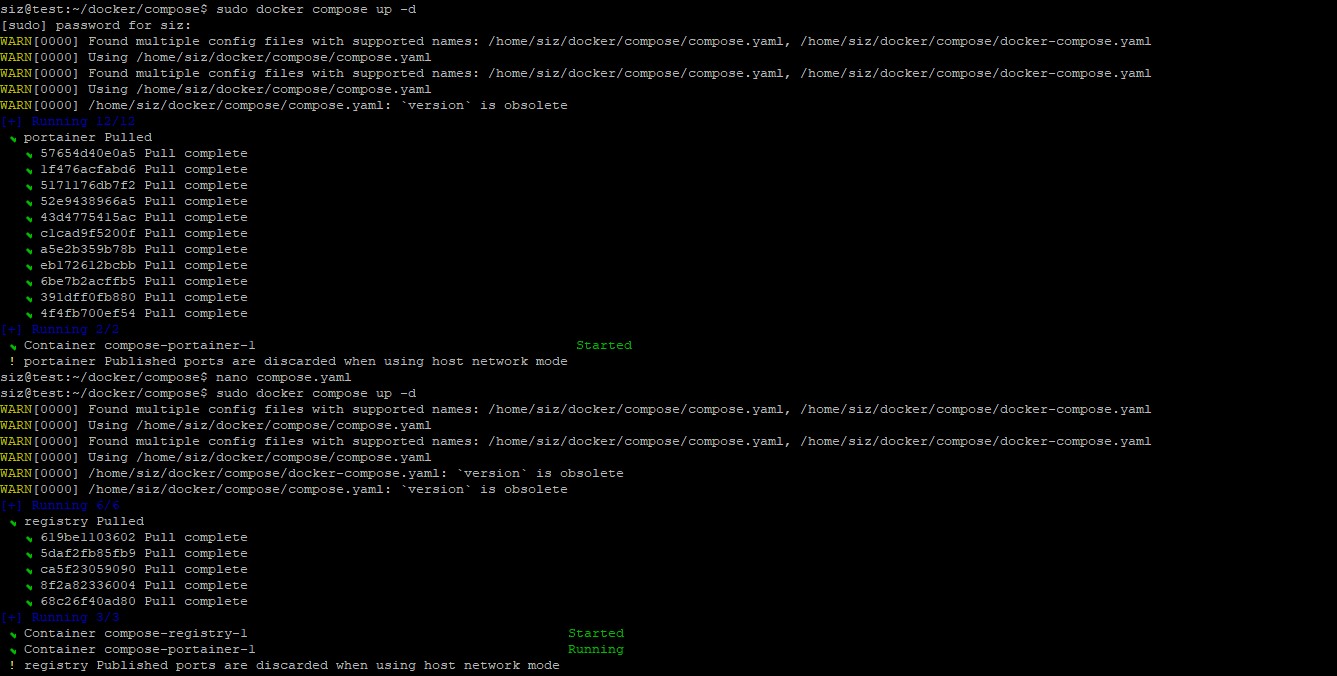 siz@test:~/docker/compose$ sudo docker compose up -d
[sudo] password for siz:
WARN[0000] Found multiple config files with supported names: /home/siz/docker/compose/compose.yaml, /home/siz/docker/compose/docker-compose.yaml
WARN[0000] Using /home/siz/docker/compose/compose.yaml
WARN[0000] Found multiple config files with supported names: /home/siz/docker/compose/compose.yaml, /home/siz/docker/compose/docker-compose.yaml
WARN[0000] Using /home/siz/docker/compose/compose.yaml
WARN[0000] /home/siz/docker/compose/compose.yaml: `version` is obsolete
[+] Running 12/12
portainer Pulled
57654d40e0a5 Pull complete
1f476acfabd6 Pull complete
5171176db7f2 Pull complete
52e9438966a5 Pull complete
43d4775415ac Pull complete
c1cad9f5200f Pull complete
a5e2b359b78b Pull complete
eb172612bcbb Pull complete
6be7b2acffb5 Pull complete
391dff0fb880 Pull complete
4f4fb700ef54 Pull complete
[+] Running 2/2
Container compose-portainer-1 Started
! portainer Published ports are discarded when using host network mode
siz@test:~/docker/compose$ nano compose.yaml
siz@test:~/docker/compose$ sudo docker compose up -d
WARN[0000] Found multiple config files with supported names: /home/siz/docker/compose/compose.yaml, /home/siz/docker/compose/docker-compose.yaml
WARN[0000] Using /home/siz/docker/compose/compose.yaml
WARN[0000] Found multiple config files with supported names: /home/siz/docker/compose/compose.yaml, /home/siz/docker/compose/docker-compose.yaml
WARN[0000] Using /home/siz/docker/compose/compose.yaml
WARN[0000] /home/siz/docker/compose/docker-compose.yaml: `version` is obsolete
WARN[0000] /home/siz/docker/compose/compose.yaml: `version` is obsolete
[+] Running 6/6
registry Pulled
619be1103602 Pull complete
5daf2fb85fb9 Pull complete
ca5f23059090 Pull complete
8f2a82336004 Pull complete
68c26f40ad80 Pull complete
[+] Running 3/3
Container compose-registry-1 Started
Container compose-portainer-1 Running
! registry Published ports are discarded when using host network mode